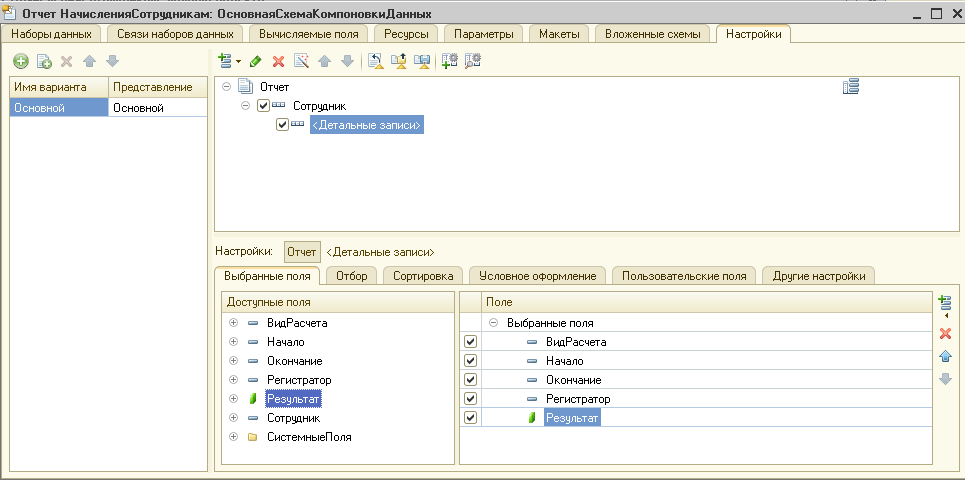 Отчет НачисленияСотрудникам: ОсновнаяСхемаКомпоновкиДанных
Наборы данных Связи наборов данных Вычисляемые поля Ресурсы Параметры Макеты Вложенные схемы Настройки
Имя варианта Представление
Основной Основной
Отчет
Сотрудник
<Детальные записи>
Настройки: Отчет <Детальные записи>
Выбранные поля Отбор Сортировка Условное оформление Пользовательские поля Другие настройки
Доступные поля
ВидРасчета
Начало
Окончание
Регистратор
Результат
Сотрудник
СистемныеПоля
Поле
Выбранные поля
ВидРасчета
Начало
Окончание
Регистратор
Результат